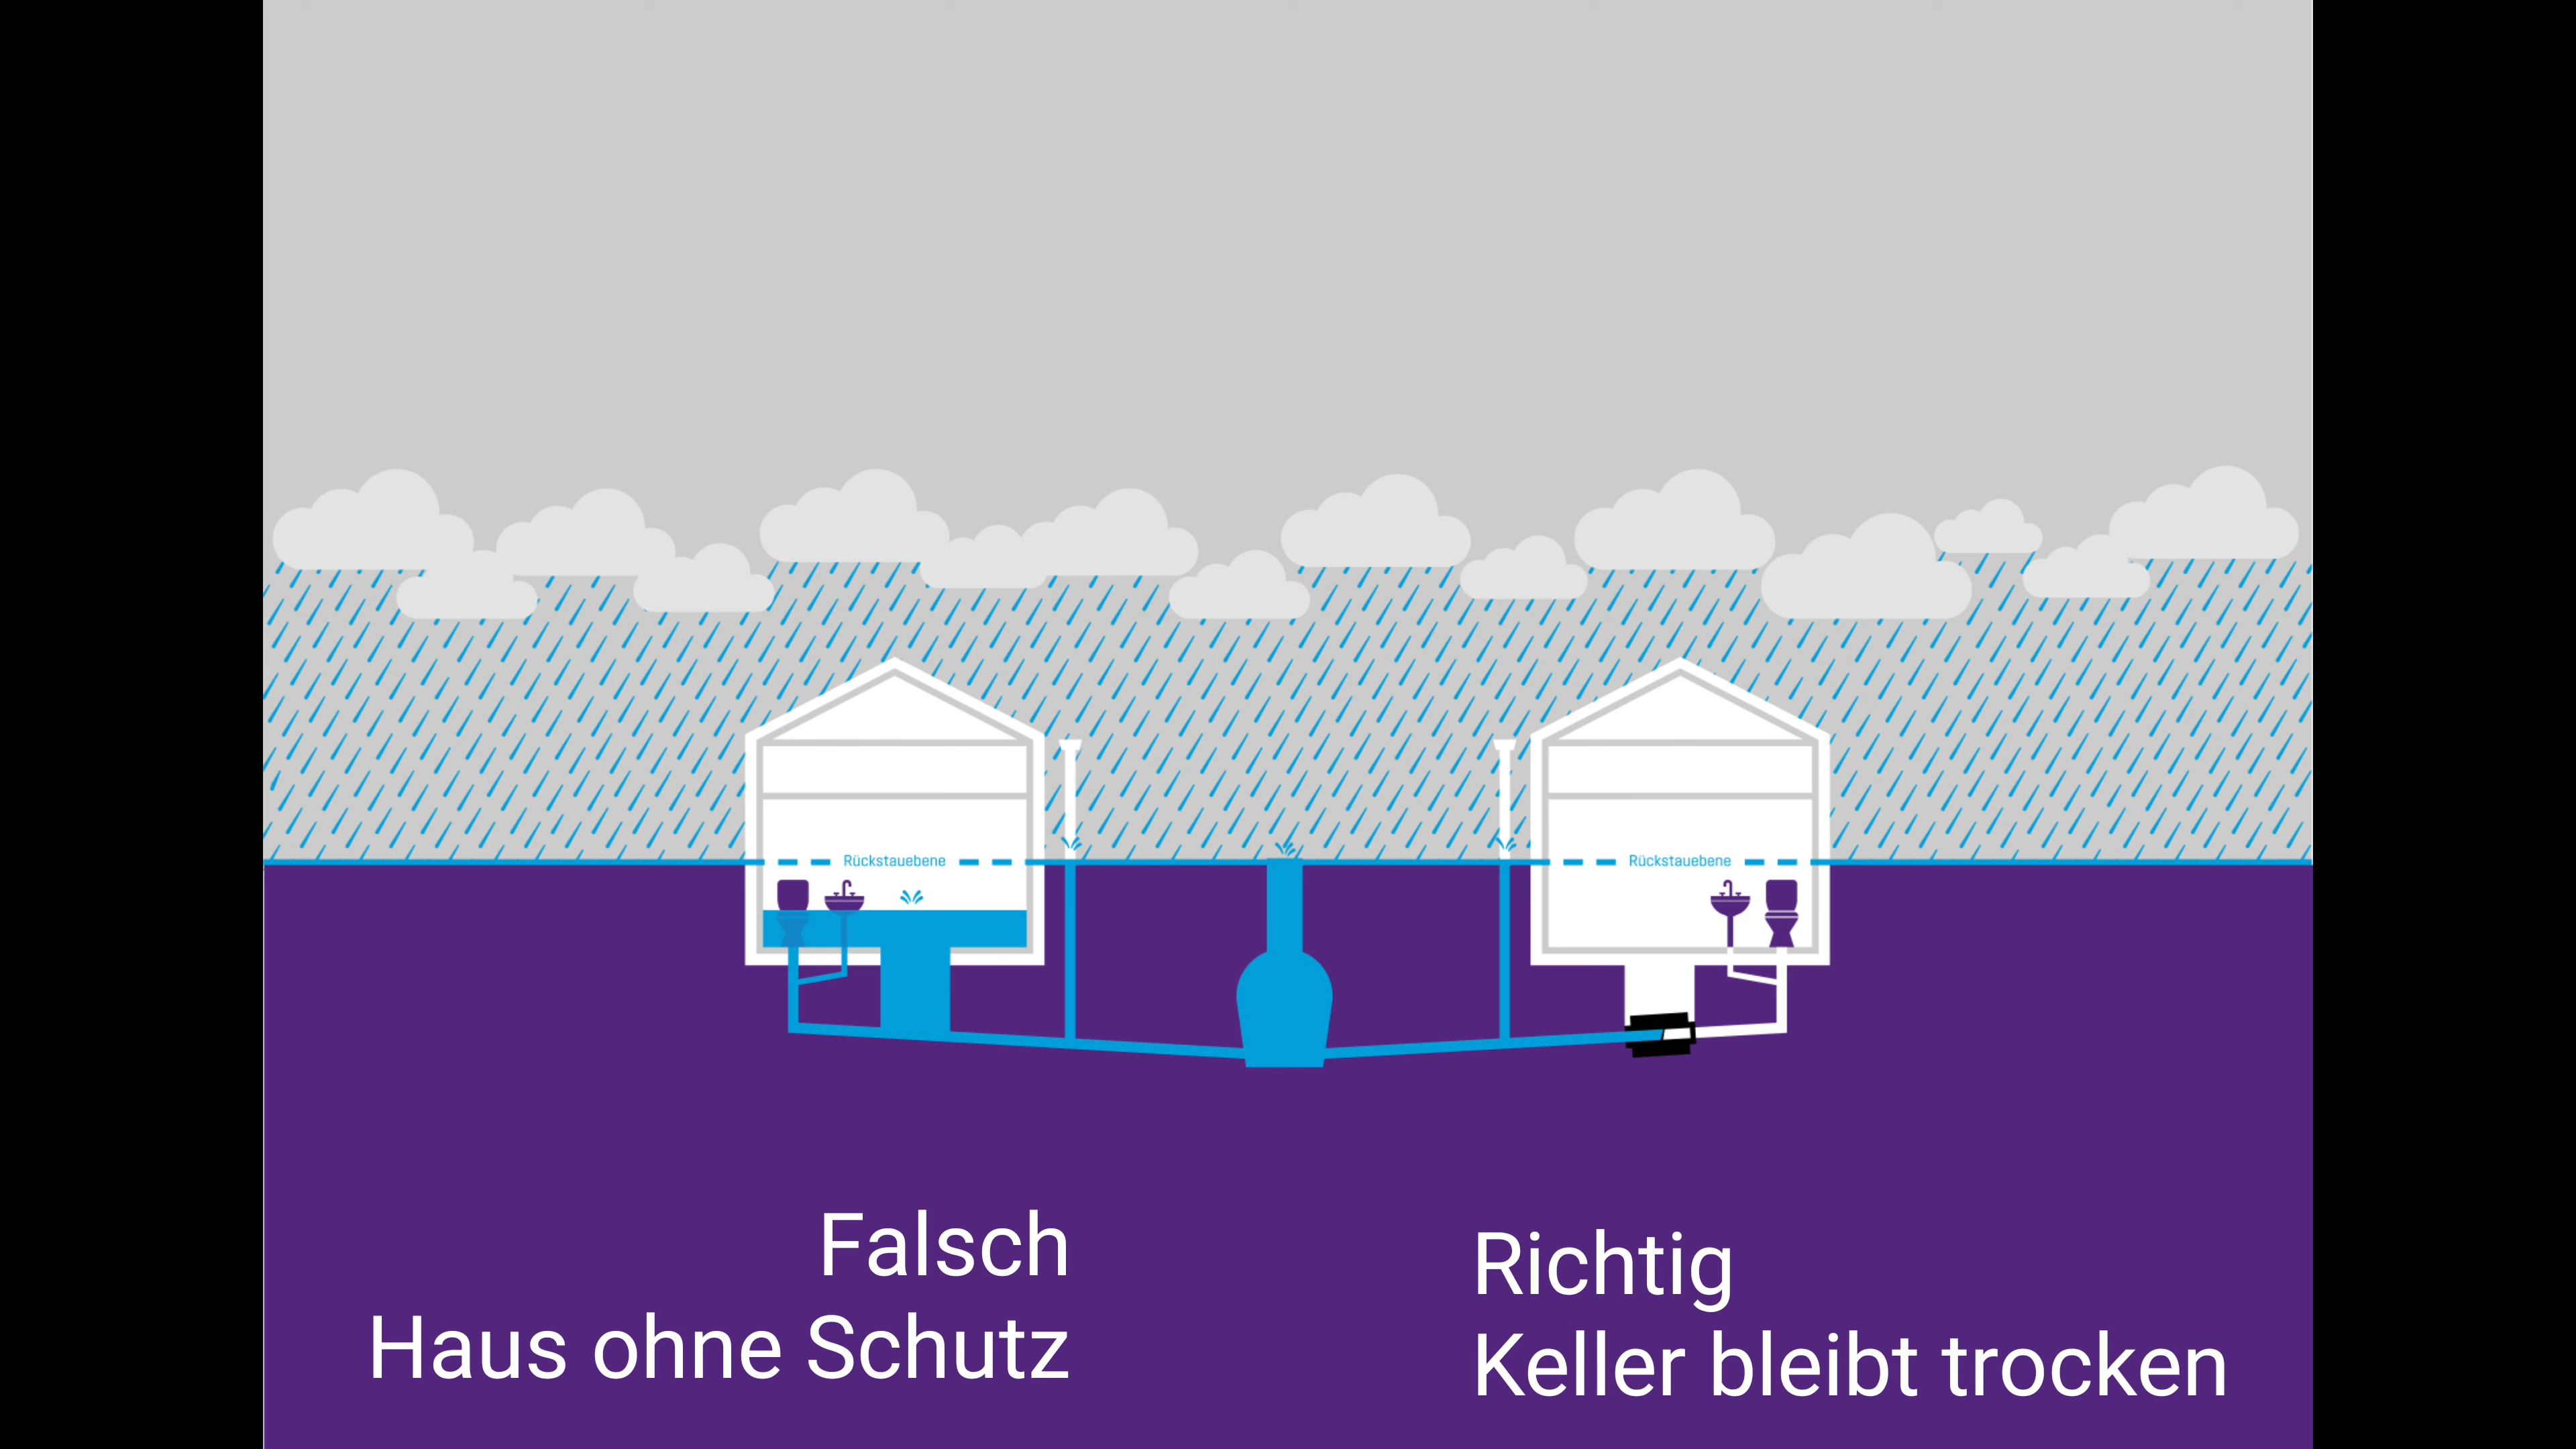 Rückstauebene
Rückstauebene
Falsch
Haus ohne Schutz
Richtig
Keller bleibt trocken